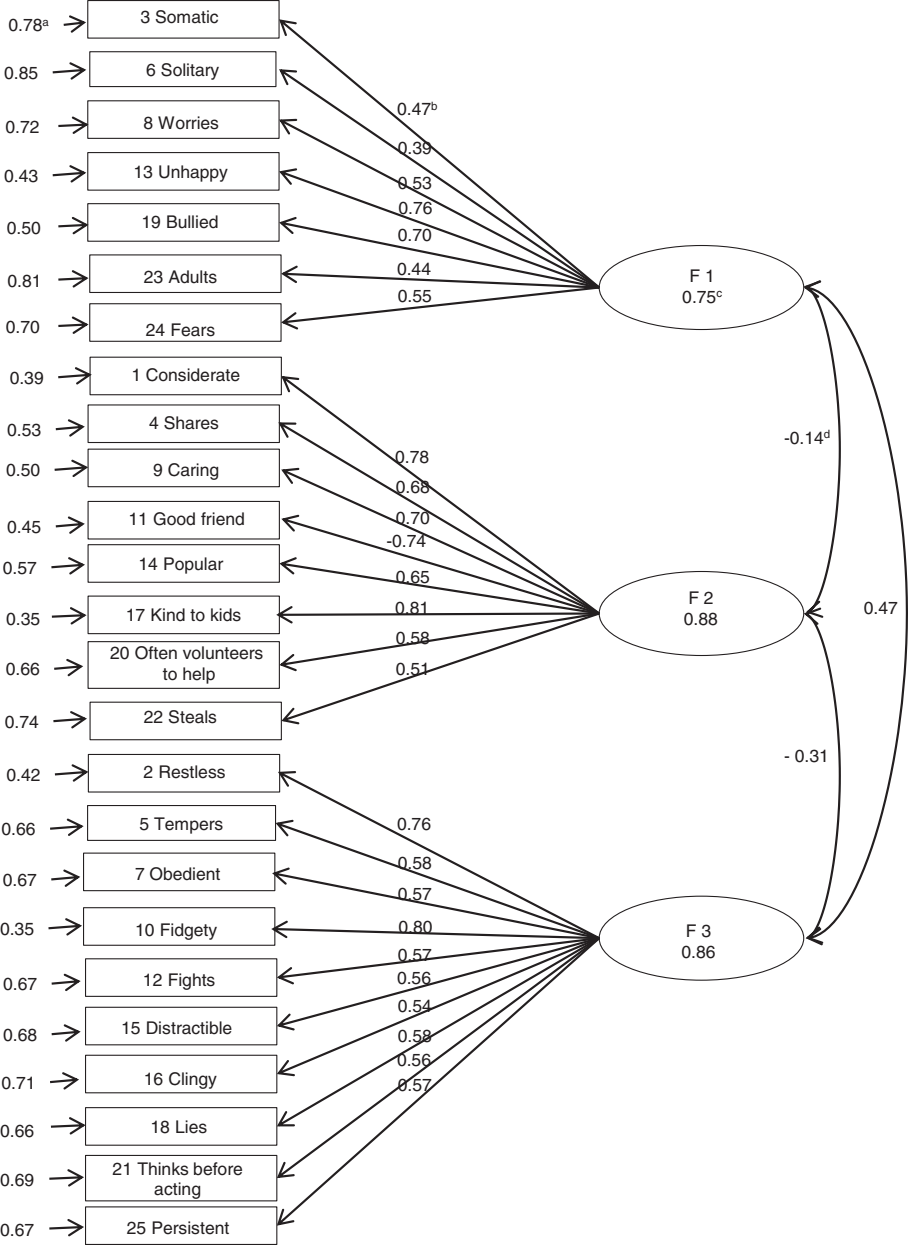 0.78ᵃ 3 Somatic
0.85 6 Solitary
0.47ᵇ
0.72 8 Worries
0.39
0.43 13 Unhappy
0.53
0.76
0.50 19 Bullied
0.70
0.81 23 Adults
0.44
0.70 24 Fears
0.55
F 1
0.75ᶜ
0.39 1 Considerate
0.53 4 Shares
0.50 9 Caring
0.78
0.68
0.45 11 Good friend
0.70
-0.74
0.57 14 Popular
0.65
0.35 17 Kind to kids
0.81
0.66 20 Often volunteers
to help
0.58
0.74 22 Steals
0.51
F 2
0.88
-0.14ᵈ
0.47
- 0.31
0.42 2 Restless
0.66 5 Tempers
0.76
0.67 7 Obedient
0.58
0.57
0.35 10 Fidgety
0.80
0.67 12 Fights
0.57
0.68 15 Distractible
0.56
0.71 16 Clingy
0.54
0.66 18 Lies
0.58
0.69 21 Thinks before
acting
0.56
0.67 25 Persistent
0.57
F 3
0.86